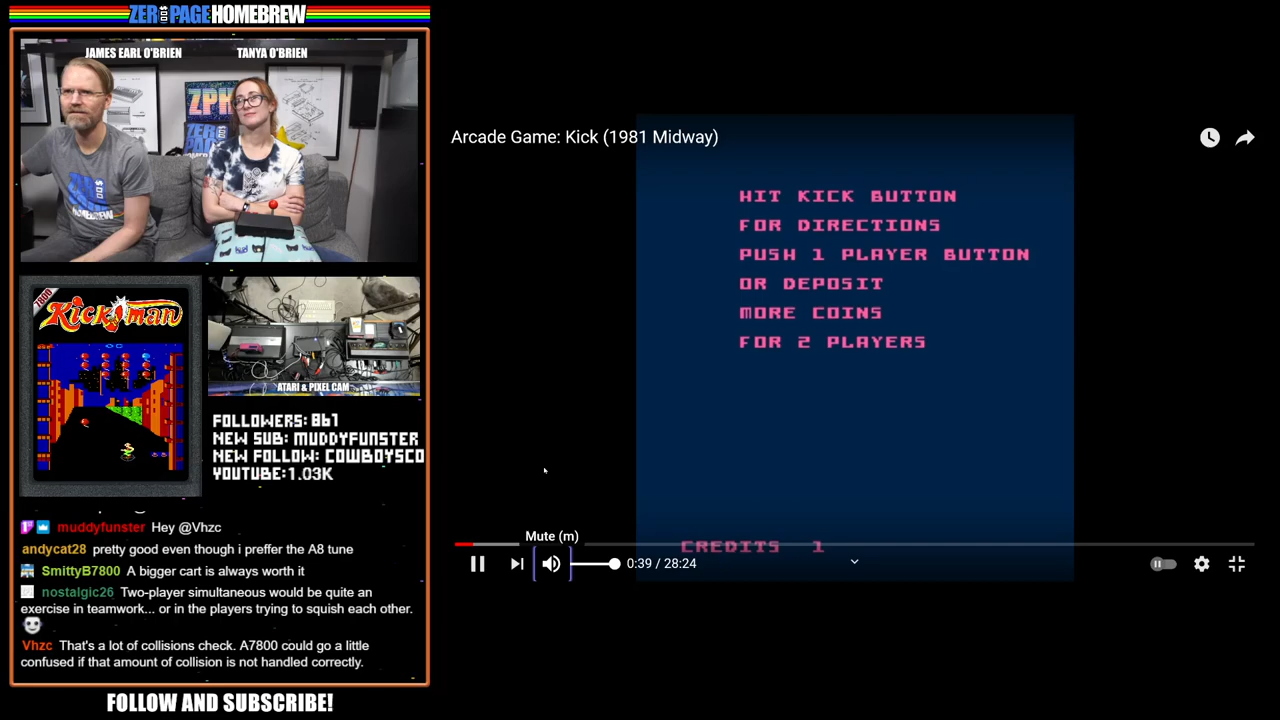 ZERO PAGE HOMEBREW
JAMES EARL O'BRIEN
TANYA O'BRIEN
ZPH
7800
Kickman
ATARI & PIXEL CAM
FOLLOWERS: 861
NEW SUB: MUDDYFUNSTER
NEW FOLLOW: COWBOYSCO
YOUTUBE:1.03K
muddyfunster Hey @Vhzc
andycat28 pretty good even though i preffer the A8 tune
SmittyB7800 A bigger cart is always worth it
nostalgic26 Two-player simultaneous would be quite an
exercise in teamwork... or in the players trying to squish each other.
Vhzc That's a lot of collisions check. A7800 could go a little
confused if that amount of collision is not handled correctly.
FOLLOW AND SUBSCRIBE!
Arcade Game: Kick (1981 Midway)
HIT KICK BUTTON
FOR DIRECTIONS
PUSH 1 PLAYER BUTTON
OR DEPOSIT
MORE COINS
FOR 2 PLAYERS
CREDITS 1
Mute (m)
0:39 / 28:24